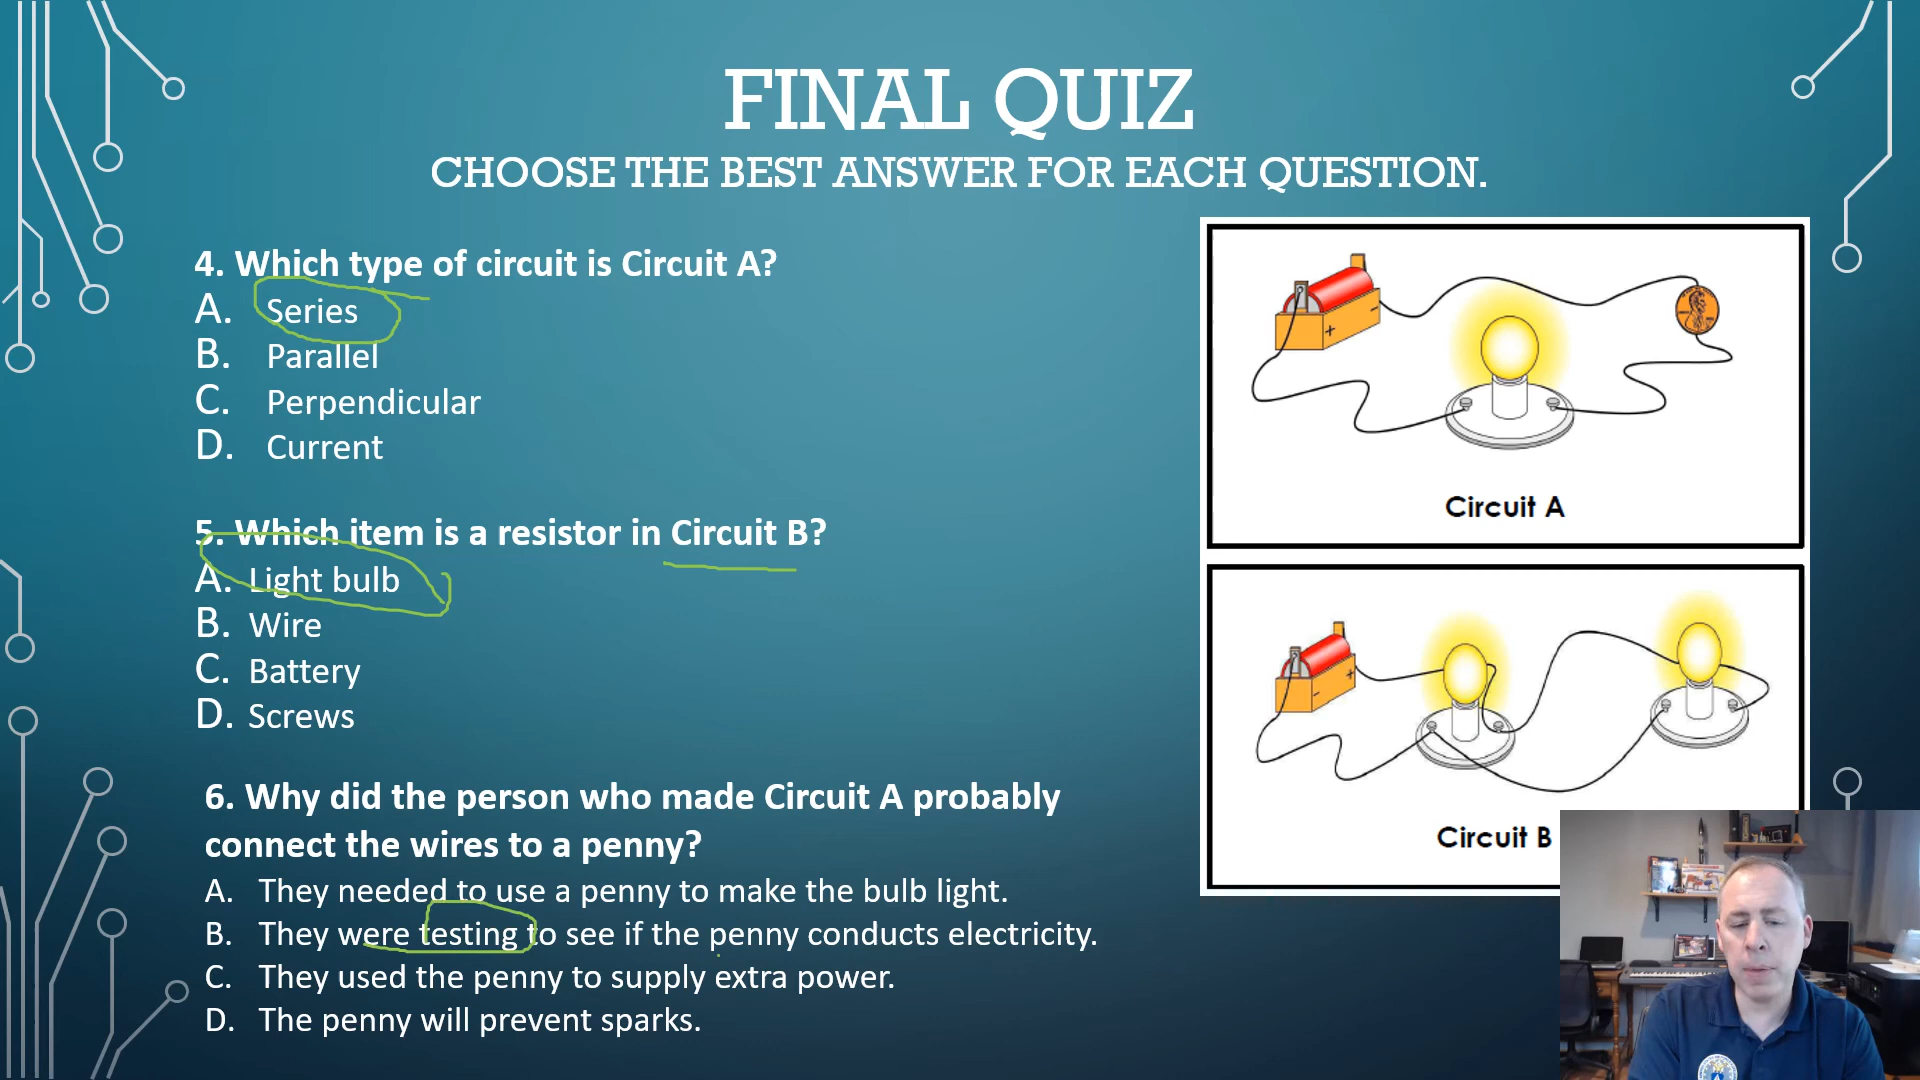 FINAL QUIZ
CHOOSE THE BEST ANSWER FOR EACH QUESTION.
4. Which type of circuit is Circuit A?
A. Series
B. Parallel
C. Perpendicular
D. Current
5. Which item is a resistor in Circuit B?
A. Light bulb
B. Wire
C. Battery
D. Screws
6. Why did the person who made Circuit A probably
connect the wires to a penny?
A. They needed to use a penny to make the bulb light.
B. They were testing to see if the penny conducts electricity.
C. They used the penny to supply extra power.
D. The penny will prevent sparks.
+ -
Circuit A
- +
Circuit B